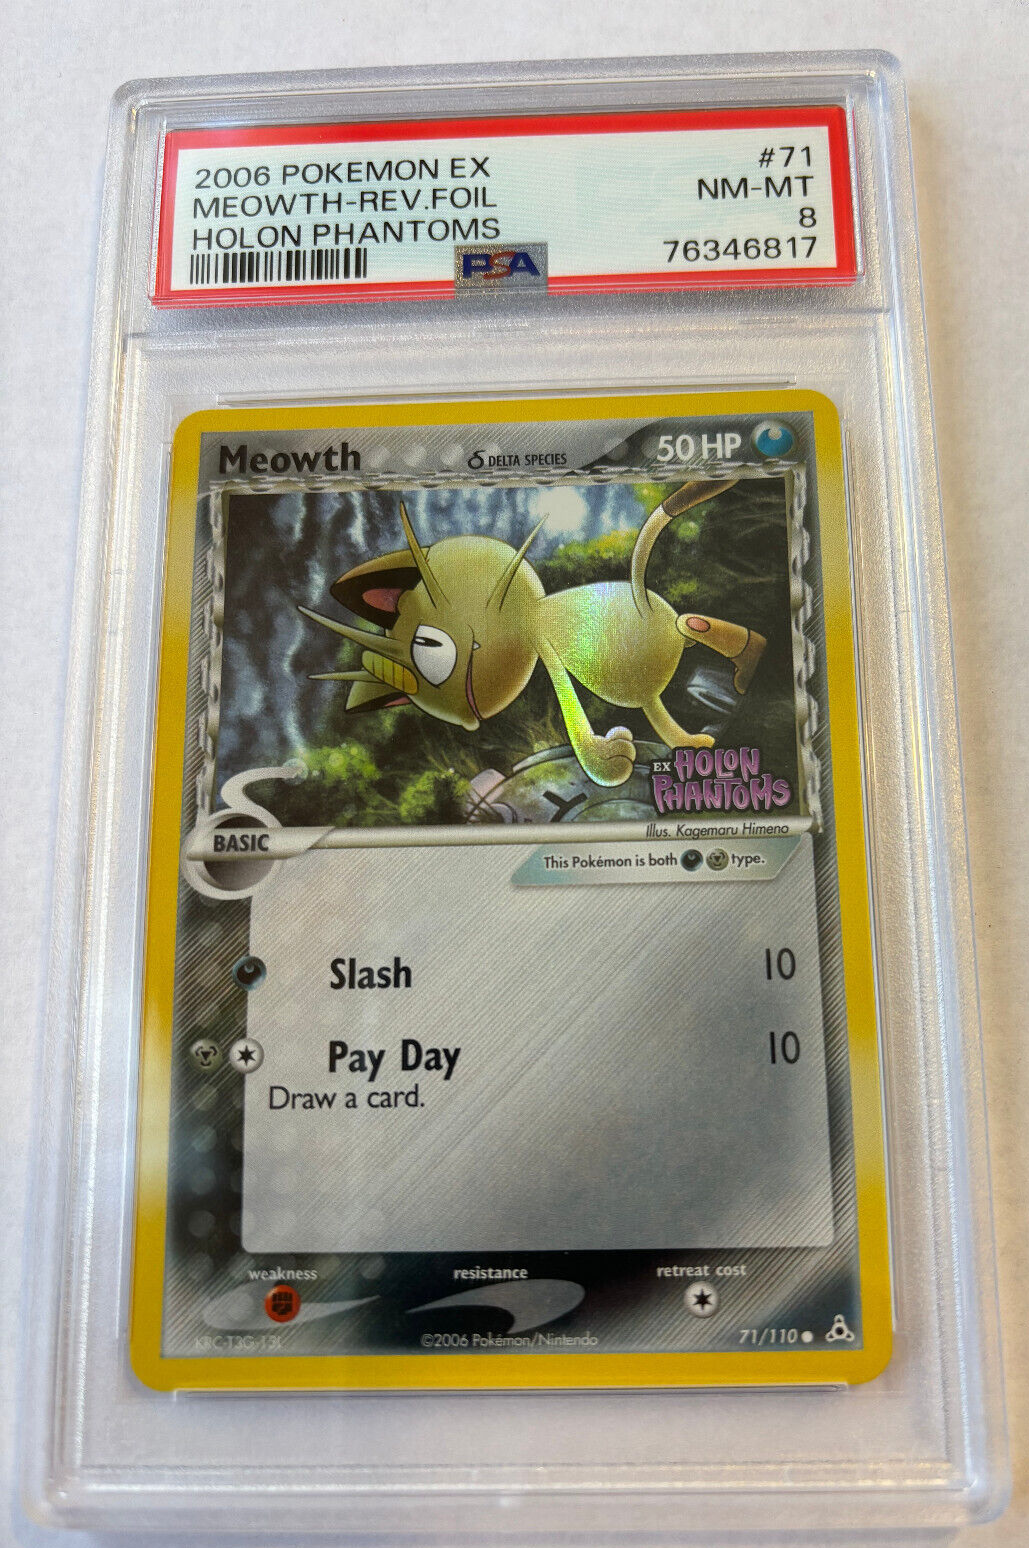 2006 POKEMON EX #71
MEOWTH-REV.FOIL NM-MT
HOLON PHANTOMS 8
PSA 76346817
Meowth δ DELTA SPECIES 50 HP
EX HOLON
PHANTOMS
Illus. Kagemaru Himeno
BASIC
This Pokémon is both type.
Slash 10
Pay Day 10
Draw a card.
weakness resistance retreat cost
©2006 Pokémon/Nintendo
71/110